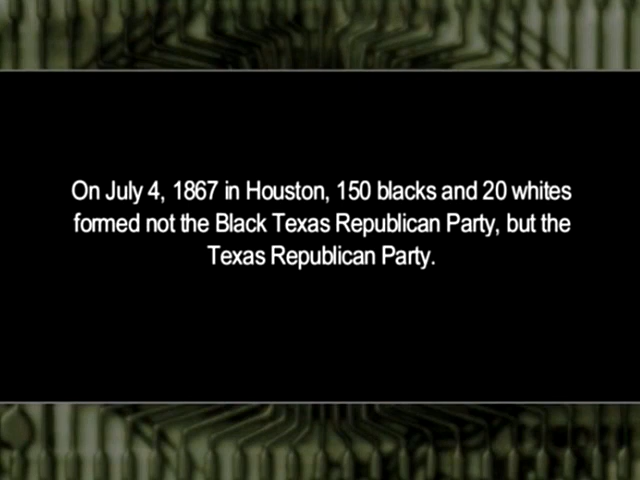 On July 4, 1867 in Houston, 150 blacks and 20 whites
formed not the Black Texas Republican Party, but the
Texas Republican Party.